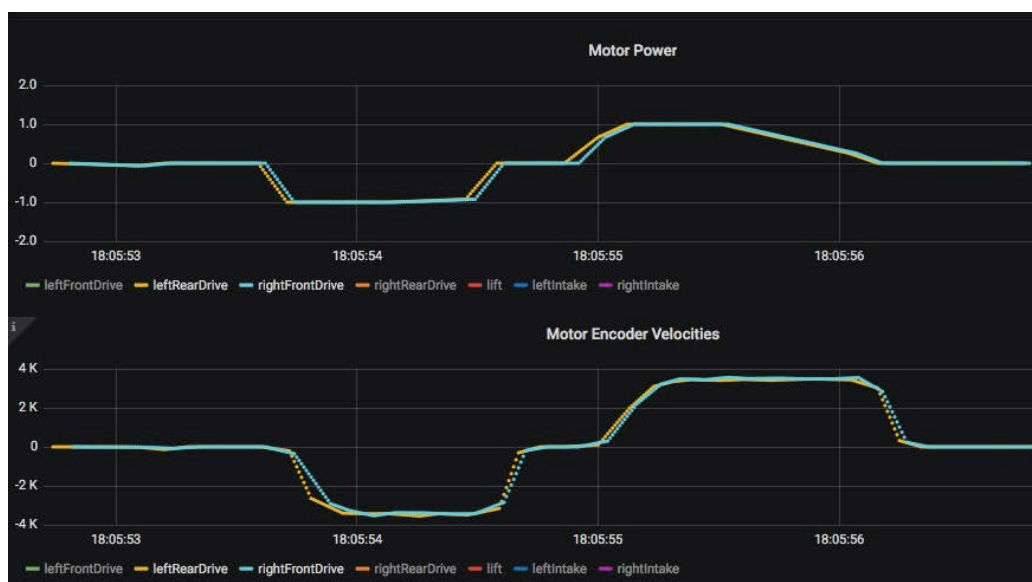 Motor Power
2.0
1.0
0
-1.0
-2.0
18:05:53 18:05:54 18:05:55 18:05:56
leftFrontDrive leftRearDrive rightFrontDrive rightRearDrive lift leftIntake rightIntake
i
Motor Encoder Velocities
4 K
2 K
0
-2 K
-4 K
18:05:53 18:05:54 18:05:55 18:05:56
leftFrontDrive leftRearDrive rightFrontDrive rightRearDrive lift leftIntake rightIntake